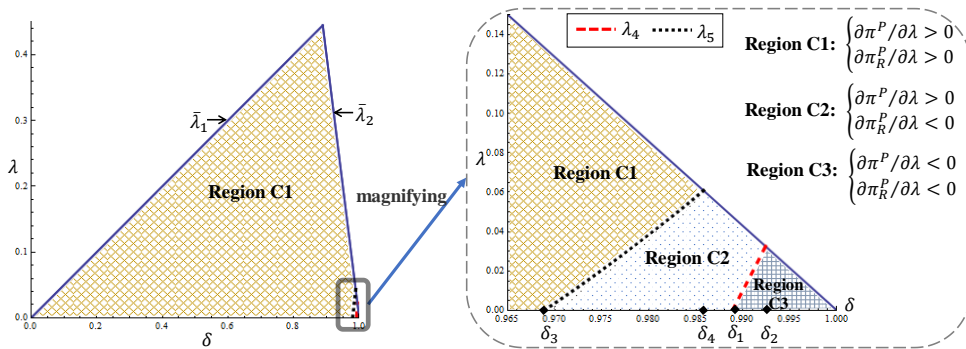 λ
0.4
0.3
0.2
0.1
0.0
0.0
0.2
0.4
0.6
0.8
1.0
δ
λ̄₁
λ̄₂
Region C1
magnifying
λ
0.14
0.12
0.10
0.08
0.06
0.04
0.02
0.00
0.965
0.970
0.975
0.980
0.985
0.990
0.995
1.000
δ
δ₃
δ₄
δ₁
δ₂
λ₄
λ₅
Region C1
Region C2
Region
C3
Region C1: {∂π^P/∂λ > 0
∂π_R^P/∂λ > 0
Region C2: {∂π^P/∂λ > 0
∂π_R^P/∂λ < 0
Region C3: {∂π^P/∂λ < 0
∂π_R^P/∂λ < 0